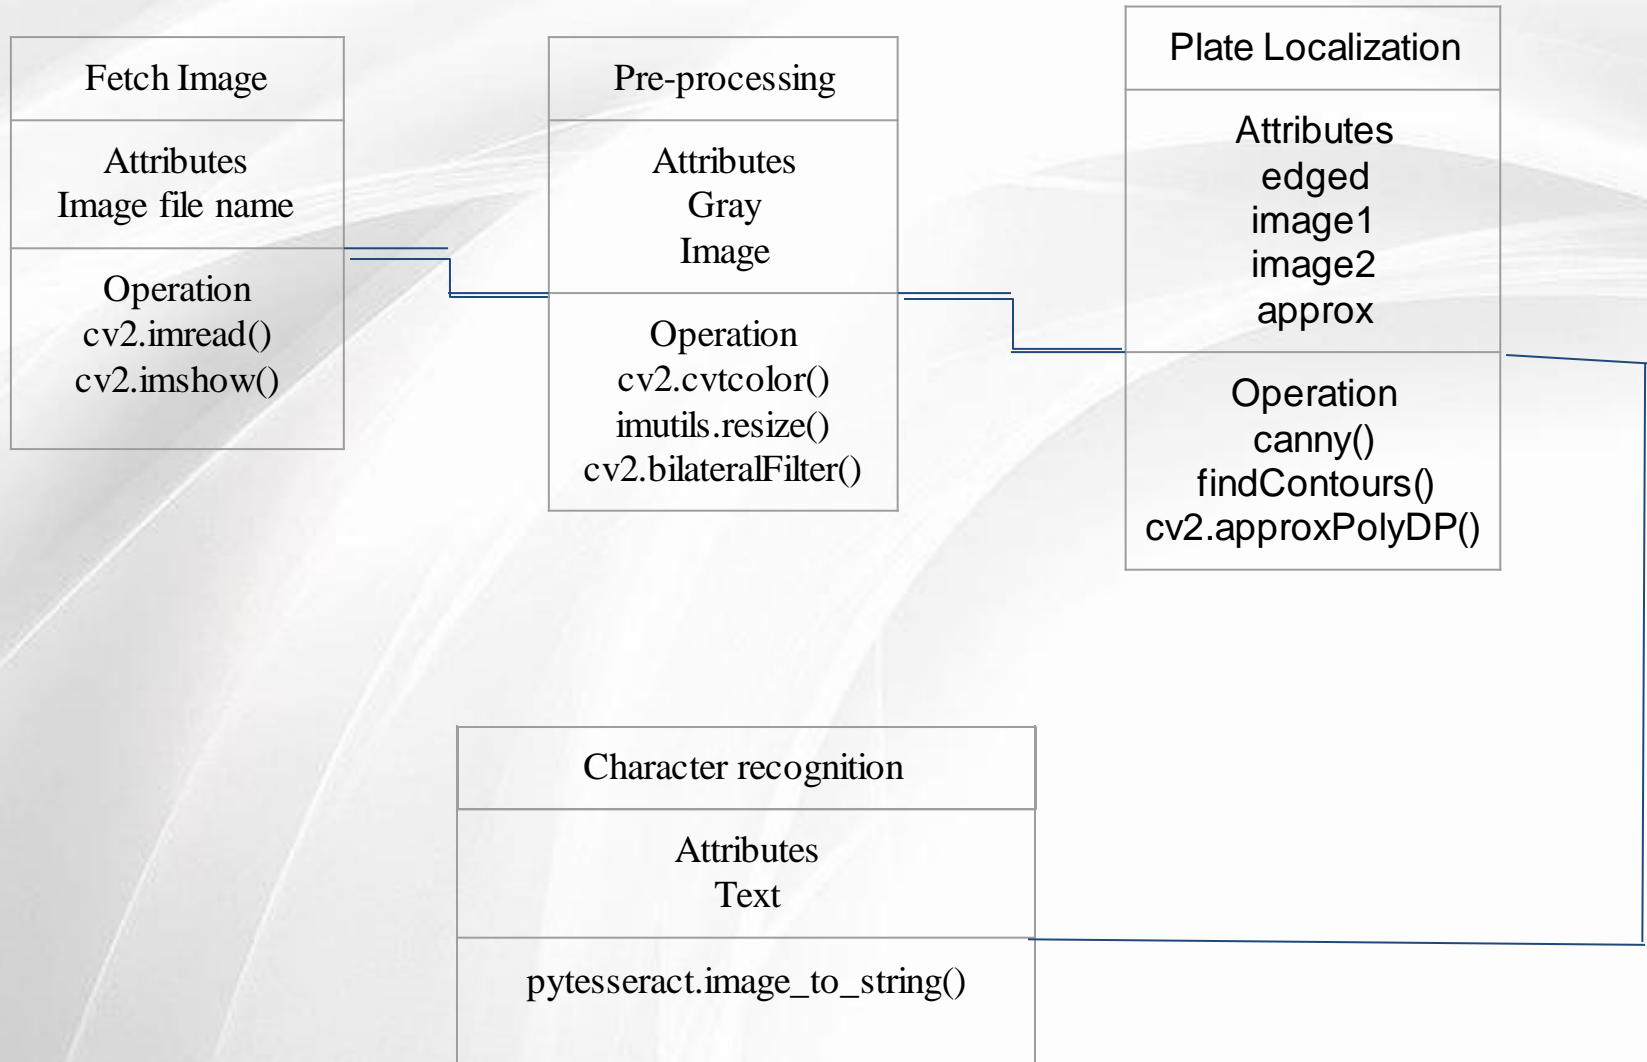 Fetch Image
Attributes
Image file name
Operation
cv2.imread()
cv2.imshow()
Pre-processing
Attributes
Gray
Image
Operation
cv2.cvtcolor()
imutils.resize()
cv2.bilateralFilter()
Plate Localization
Attributes
edged
image1
image2
approx
Operation
canny()
findContours()
cv2.approxPolyDP()
Character recognition
Attributes
Text
pytesseract.image_to_string()